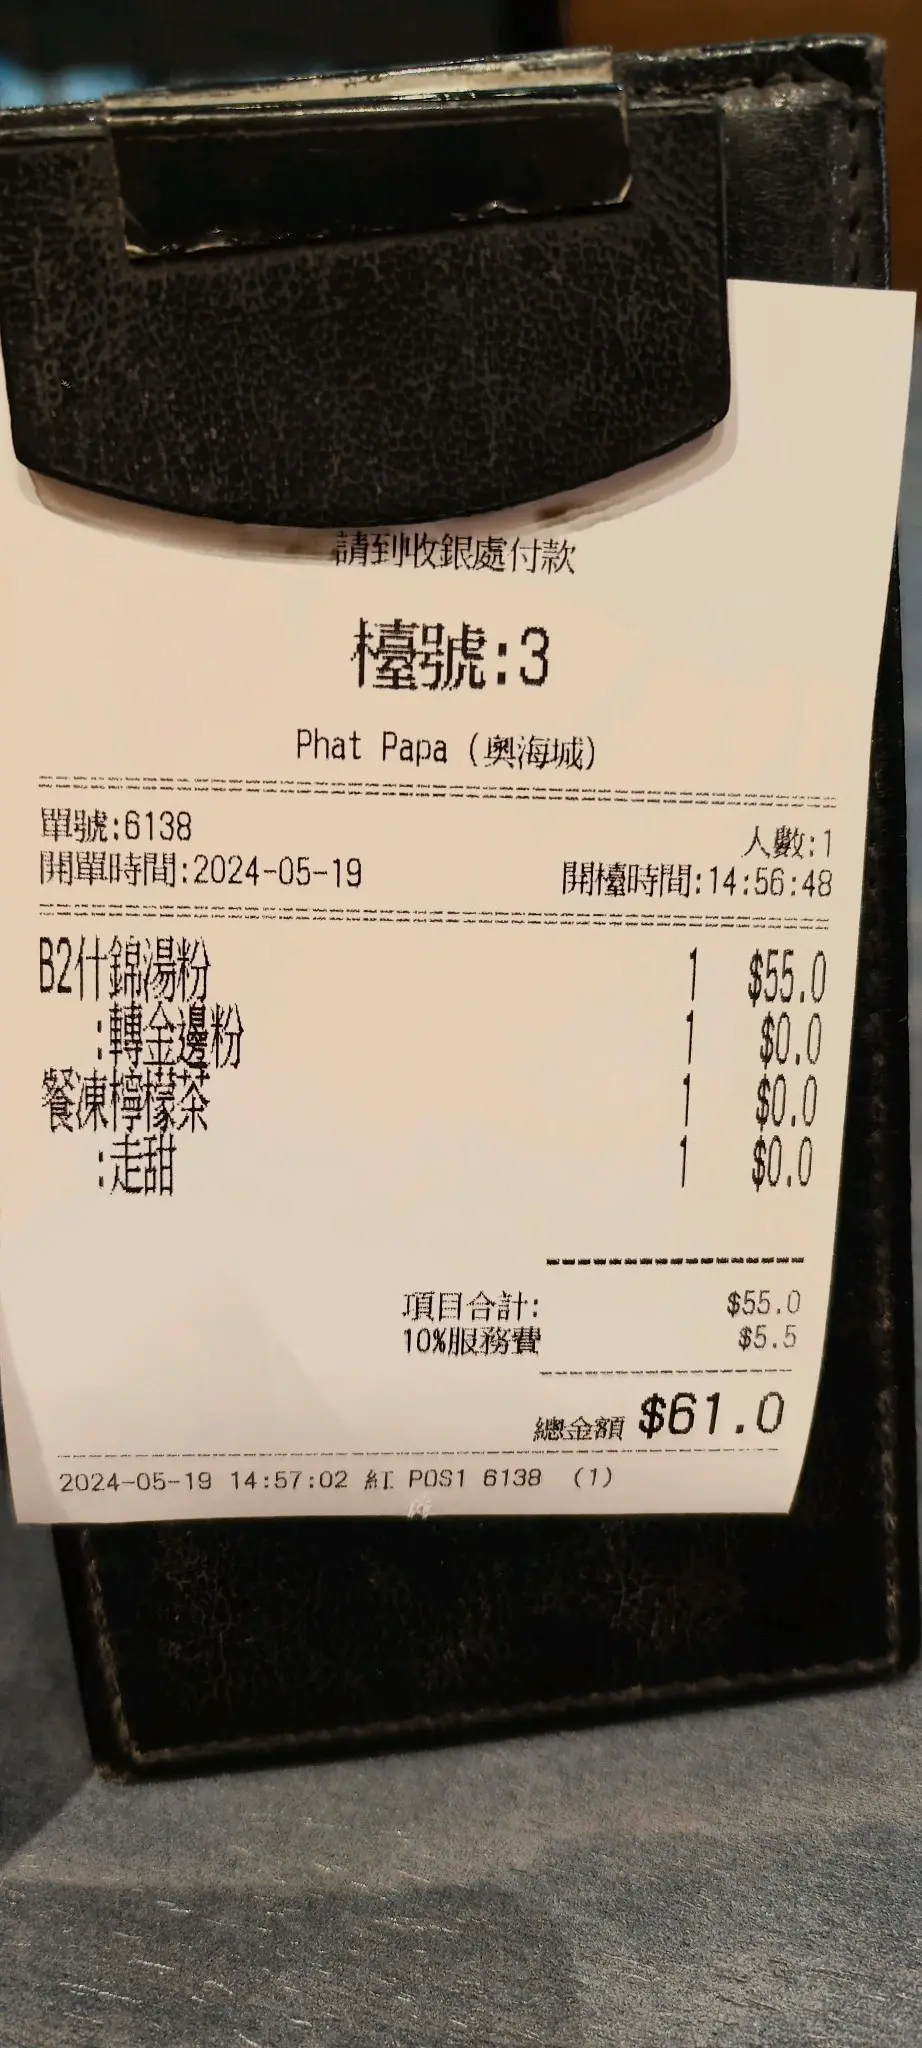 請到收銀處付款
檯號:3
Phat Papa (奧海城)
單號:6138 人數:1
開單時間:2024-05-19 開檯時間:14:56:48
B2什錦湯粉 1 $55.0
:轉金邊粉 1 $0.0
餐凍檸檬茶 1 $0.0
:走甜 1 $0.0
項目合計: $55.0
10%服務費 $5.5
總金額 $61.0
2024-05-19 14:57:02 紅 POS1 6138 (1)